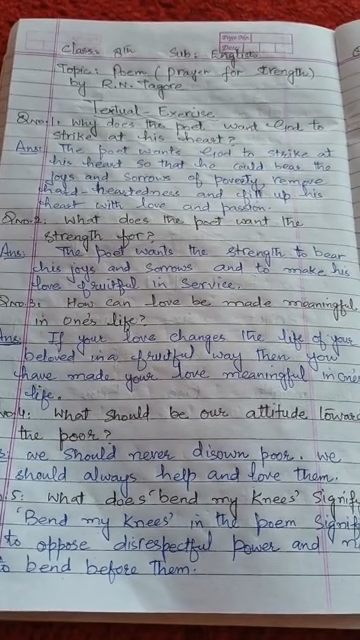 Class: 8th Sub: English
Topic: Poem (prayer for strength)
by R.N. Tagore
Textual - Exercise
Qno.1. Why does the poet want God to
strike at his heart?
Ans: The poet wants God to strike at
his heart so that he could bear the
joys and sorrows of poverty remove
hard-heartedness and fill up his
heart with love and passion.
Qno.2: What does the poet want the
strength for?
Ans: The poet wants the strength to bear
his joys and sorrows and to make his
love fruitful in service.
Qno.3: How can love be made meaningful
in one's life?
Ans: If your love changes the life of your
beloved in a fruitful way then you
have made your love meaningful in one's
life.
no.4: What should be our attitude towar
the poor?
s: we should never disown poor. we
should always help and love them.
5: What does 'bend my knees' signif
'Bend my knees' in the poem signif
to oppose disrespectful power and n
to bend before them.